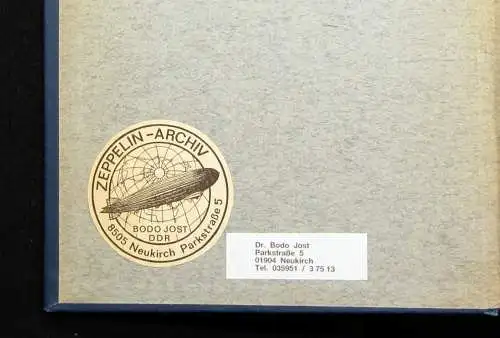 ZEPPELIN-ARCHIV
BODO JOST
DDR
8505 Neukirch Parkstraße 5
Dr. Bodo Jost
Parkstraße 5
01904 Neukirch
Tel. 035951 / 3 75 13